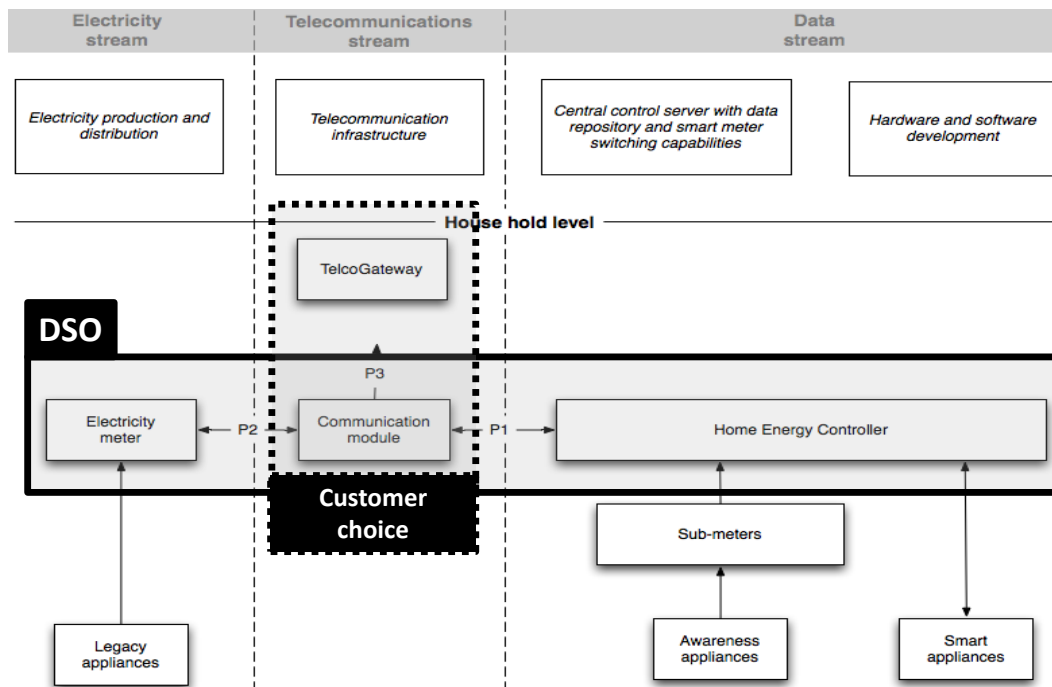 Electricity
stream
Telecommunications
stream
Data
stream
Electricity production and
distribution
Telecommunication
infrastructure
Central control server with data
repository and smart meter
switching capabilities
Hardware and software
development
House hold level
TelcoGateway
DSO
P3
Electricity
meter
P2
Communication
module
P1
Home Energy Controller
Customer
choice
Sub-meters
Legacy
appliances
Awareness
appliances
Smart
appliances